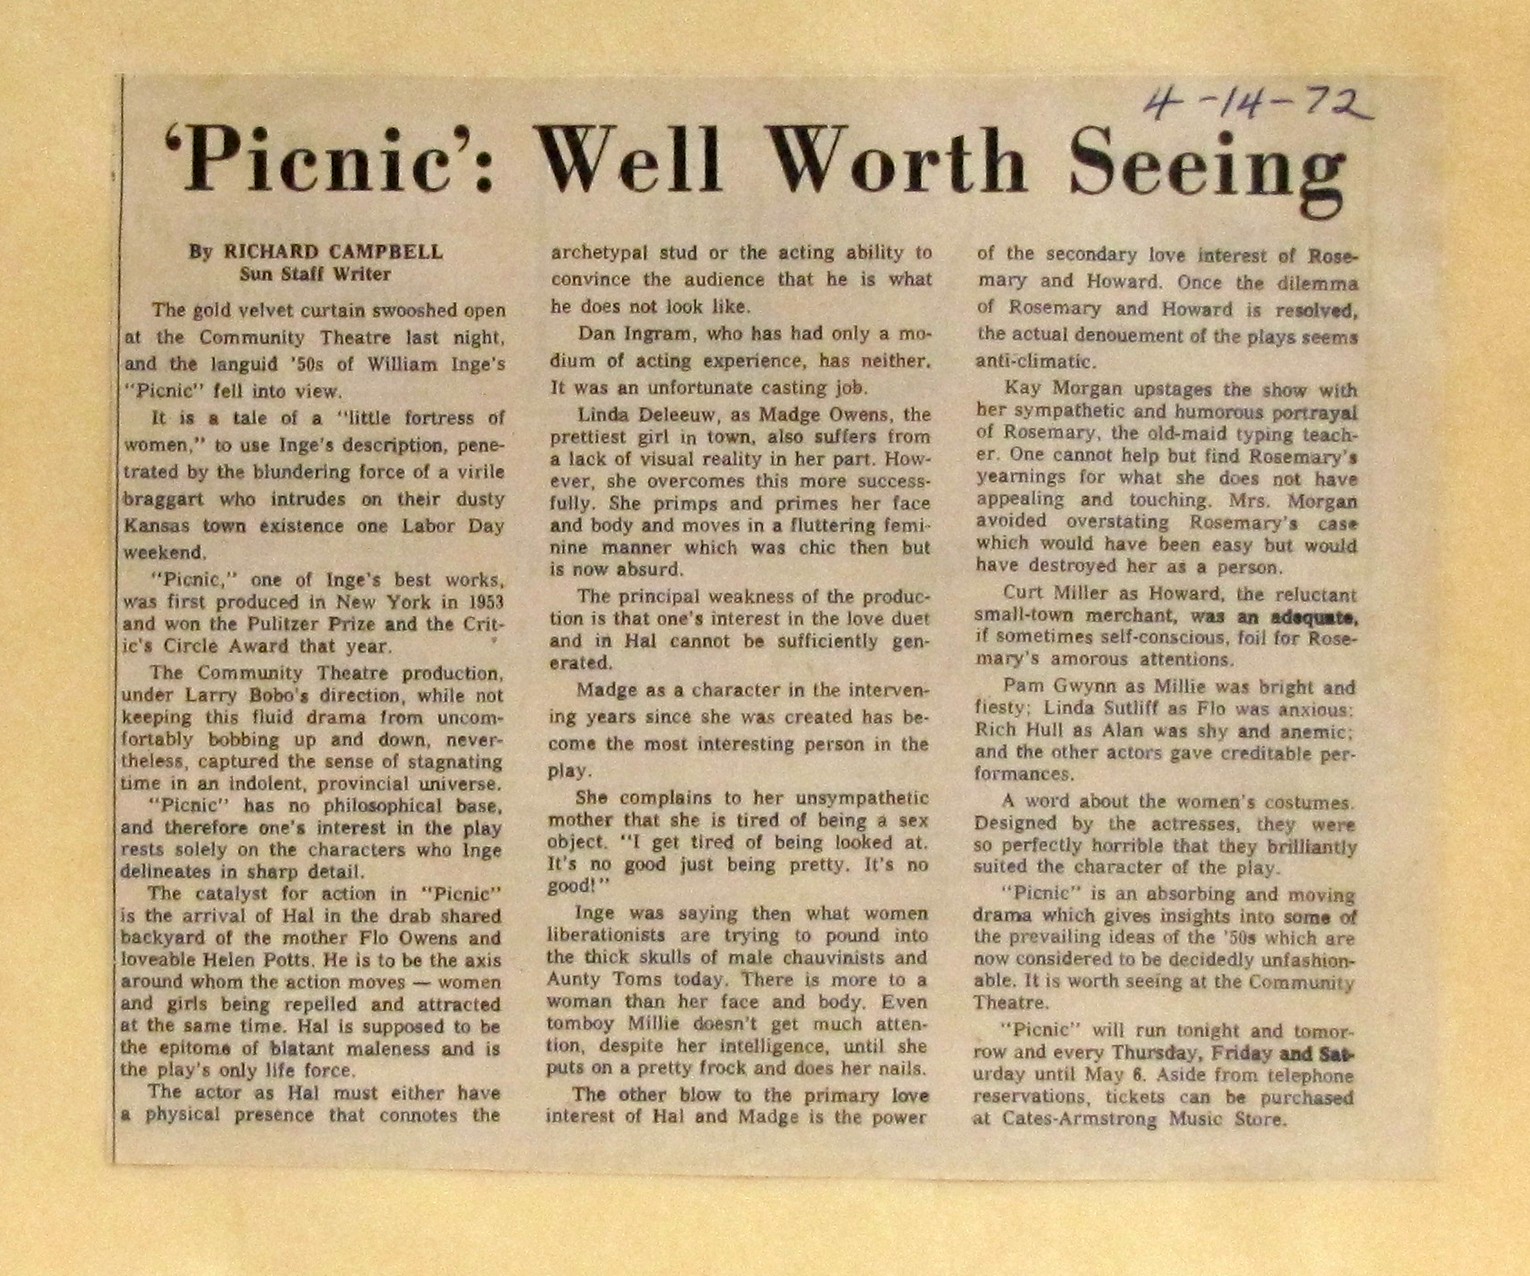 4-14-72
'Picnic': Well Worth Seeing
By RICHARD CAMPBELL
Sun Staff Writer
The gold velvet curtain swooshed open
at the Community Theatre last night,
and the languid '50s of William Inge's
"Picnic" fell into view.
It is a tale of a "little fortress of
women," to use Inge's description, pene-
trated by the blundering force of a virile
braggart who intrudes on their dusty
Kansas town existence one Labor Day
weekend.
"Picnic," one of Inge's best works,
was first produced in New York in 1953
and won the Pulitzer Prize and the Crit-
ic's Circle Award that year.
The Community Theatre production,
under Larry Bobo's direction, while not
keeping this fluid drama from uncom-
fortably bobbing up and down, never-
theless, captured the sense of stagnating
time in an indolent, provincial universe.
"Picnic" has no philosophical base,
and therefore one's interest in the play
rests solely on the characters who Inge
delineates in sharp detail.
The catalyst for action in "Picnic"
is the arrival of Hal in the drab shared
backyard of the mother Flo Owens and
loveable Helen Potts. He is to be the axis
around whom the action moves — women
and girls being repelled and attracted
at the same time. Hal is supposed to be
the epitome of blatant maleness and is
the play's only life force.
The actor as Hal must either have
a physical presence that connotes the
archetypal stud or the acting ability to
convince the audience that he is what
he does not look like.
Dan Ingram, who has had only a mo-
dium of acting experience, has neither.
It was an unfortunate casting job.
Linda Deleeuw, as Madge Owens, the
prettiest girl in town, also suffers from
a lack of visual reality in her part. How-
ever, she overcomes this more success-
fully. She primps and primes her face
and body and moves in a fluttering femi-
nine manner which was chic then but
is now absurd.
The principal weakness of the produc-
tion is that one's interest in the love duet
and in Hal cannot be sufficiently gen-
erated.
Madge as a character in the interven-
ing years since she was created has be-
come the most interesting person in the
play.
She complains to her unsympathetic
mother that she is tired of being a sex
object. "I get tired of being looked at.
It's no good just being pretty. It's no
good!"
Inge was saying then what women
liberationists are trying to pound into
the thick skulls of male chauvinists and
Aunty Toms today. There is more to a
woman than her face and body. Even
tomboy Millie doesn't get much atten-
tion, despite her intelligence, until she
puts on a pretty frock and does her nails.
The other blow to the primary love
interest of Hal and Madge is the power
of the secondary love interest of Rose-
mary and Howard. Once the dilemma
of Rosemary and Howard is resolved,
the actual denouement of the plays seems
anti-climatic.
Kay Morgan upstages the show with
her sympathetic and humorous portrayal
of Rosemary, the old-maid typing teach-
er. One cannot help but find Rosemary's
yearnings for what she does not have
appealing and touching. Mrs. Morgan
avoided overstating Rosemary's case
which would have been easy but would
have destroyed her as a person.
Curt Miller as Howard, the reluctant
small-town merchant, was an adequate,
if sometimes self-conscious, foil for Rose-
mary's amorous attentions.
Pam Gwynn as Millie was bright and
fiesty; Linda Sutliff as Flo was anxious;
Rich Hull as Alan was shy and anemic;
and the other actors gave creditable per-
formances.
A word about the women's costumes.
Designed by the actresses, they were
so perfectly horrible that they brilliantly
suited the character of the play.
"Picnic" is an absorbing and moving
drama which gives insights into some of
the prevailing ideas of the '50s which are
now considered to be decidedly unfashion-
able. It is worth seeing at the Community
Theatre.
"Picnic" will run tonight and tomor-
row and every Thursday, Friday and Sat-
urday until May 6. Aside from telephone
reservations, tickets can be purchased
at Cates-Armstrong Music Store.